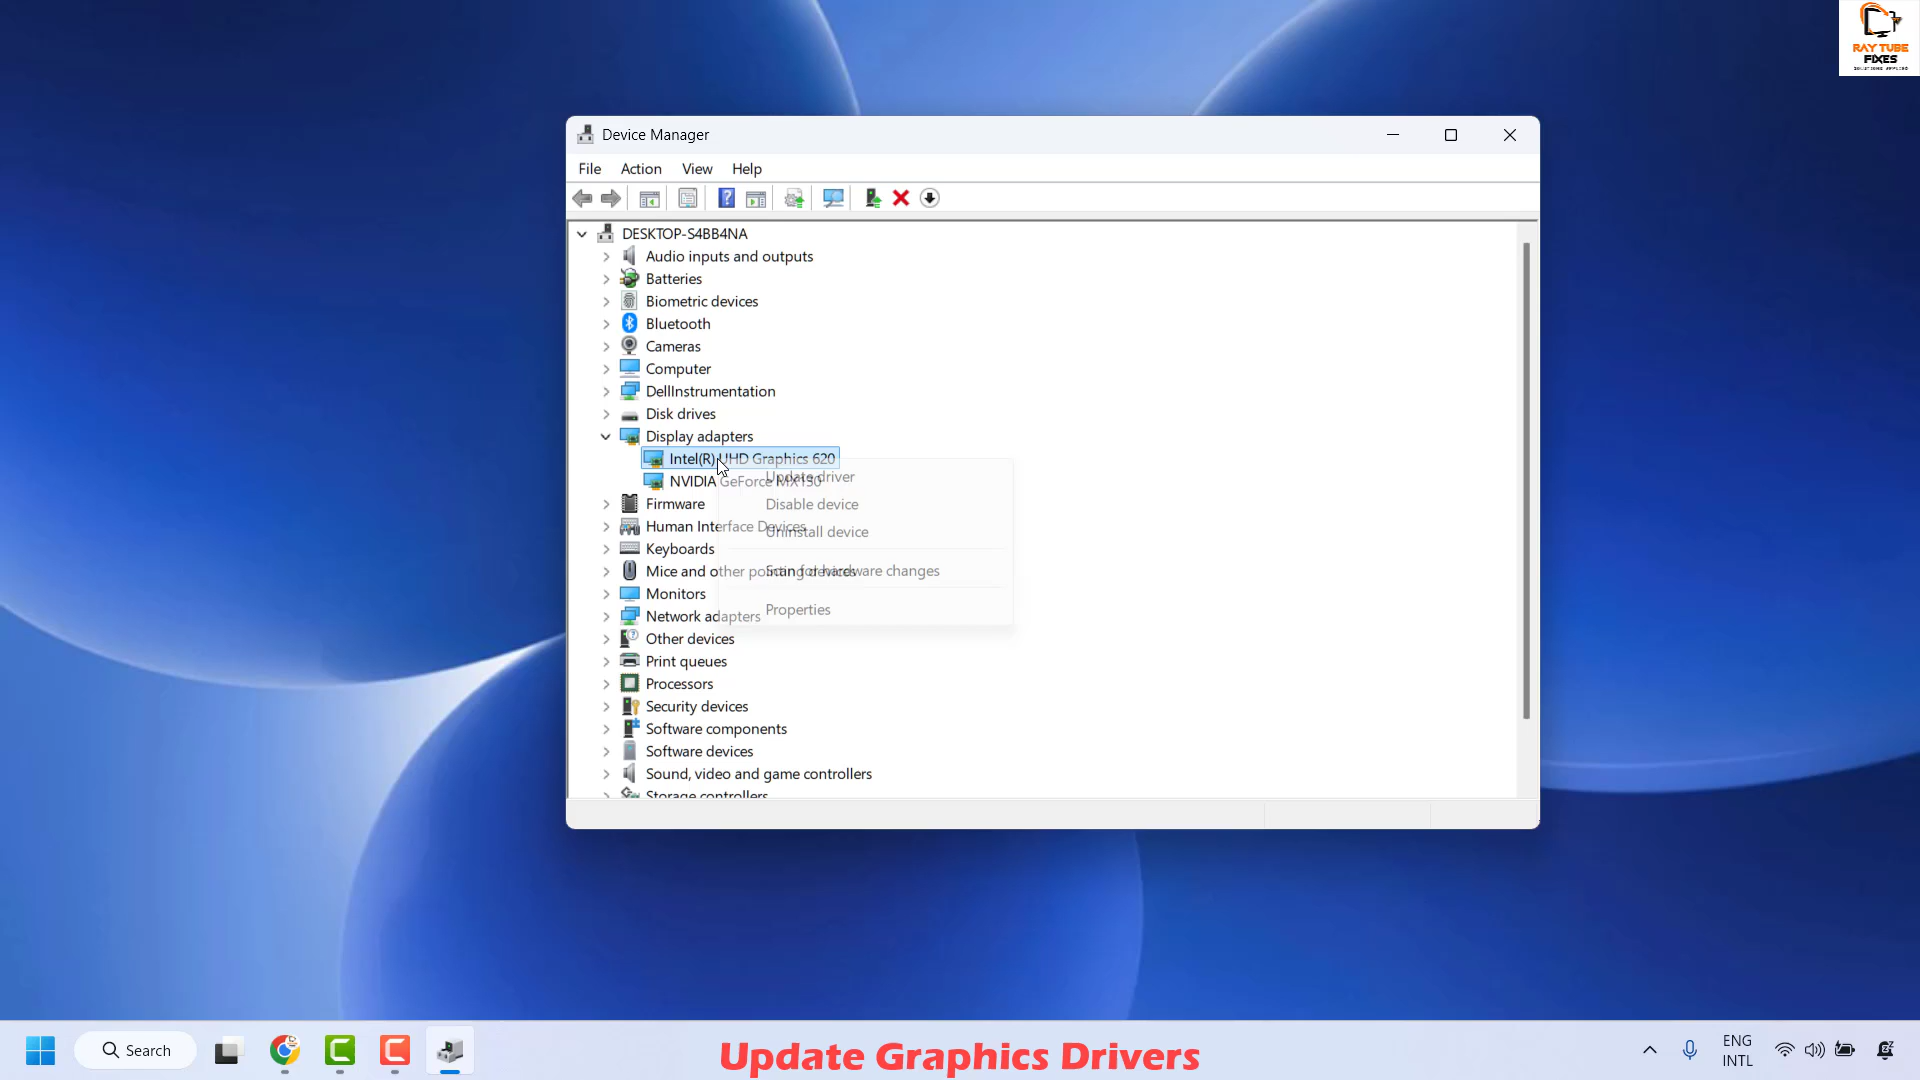 RAY TUBE
FIXES
Device Manager
File Action View Help
DESKTOP-S4BB4NA
Audio inputs and outputs
Batteries
Biometric devices
Bluetooth
Cameras
Computer
DellInstrumentation
Disk drives
Display adapters
Intel(R) UHD Graphics 620
NVIDIA GeForce MX150
Update driver
Disable device
Uninstall device
Scan for hardware changes
Properties
Firmware
Human Interface Devices
Keyboards
Mice and other pointing devices
Monitors
Network adapters
Other devices
Print queues
Processors
Security devices
Software components
Software devices
Sound, video and game controllers
Storage controllers
Search
Update Graphics Drivers
ENG
INTL